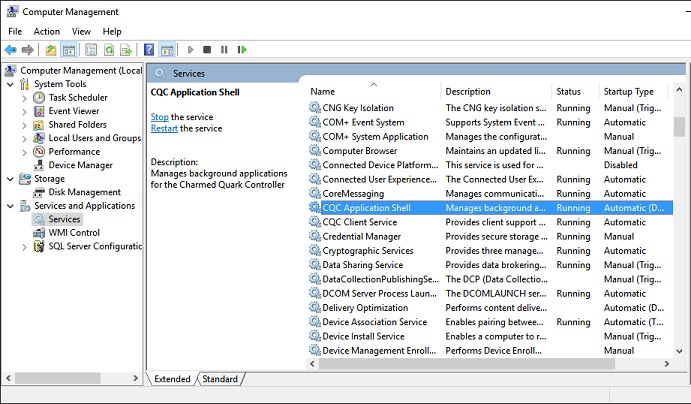 Computer Management
File Action View Help
Computer Management (Local
System Tools
Task Scheduler
Event Viewer
Shared Folders
Local Users and Groups
Performance
Device Manager
Storage
Disk Management
Services and Applications
Services
WMI Control
SQL Server Configuratio
Services
CQC Application Shell
Stop the service
Restart the service
Description:
Manages background applications
for the Charmed Quark Controller
Name Description Status Startup Type
CNG Key Isolation The CNG key isolation s... Running Manual (Trig...
COM+ Event System Supports System Event ... Running Automatic
COM+ System Application Manages the configurat... Manual
Computer Browser Maintains an updated li... Running Manual (Trig...
Connected Device Platform... This service is used for ... Disabled
Connected User Experience... The Connected User Ex... Running Automatic
CoreMessaging Manages communicati... Running Automatic
CQC Application Shell Manages background a... Running Automatic (D...
CQC Client Service Provides client support ... Running Automatic
Credential Manager Provides secure storage ... Running Manual
Cryptographic Services Provides three manage... Running Automatic
Data Sharing Service Provides data brokering... Running Manual (Trig...
DataCollectionPublishingSe... The DCP (Data Collectio... Manual (Trig...
DCOM Server Process Laun... The DCOMLAUNCH ser... Running Automatic
Delivery Optimization Performs content delive... Automatic (D...
Device Association Service Enables pairing betwee... Running Automatic (T...
Device Install Service Enables a computer to r... Manual (Trig...
Device Management Enroll... Performs Device Enroll... Manual
Extended Standard